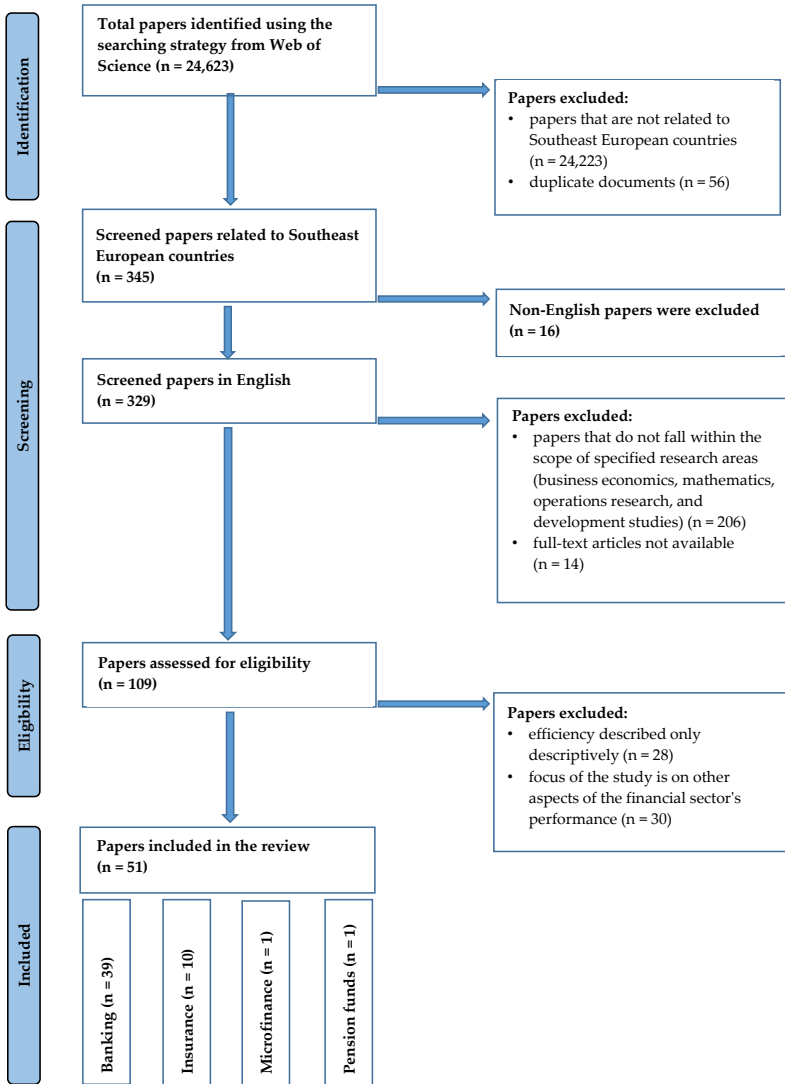 Identification
Total papers identified using the
searching strategy from Web of
Science (n = 24,623)
Papers excluded:
• papers that are not related to
Southeast European countries
(n = 24,223)
• duplicate documents (n = 56)
Screening
Screened papers related to Southeast
European countries
(n = 345)
Non-English papers were excluded
(n = 16)
Screened papers in English
(n = 329)
Papers excluded:
• papers that do not fall within the
scope of specified research areas
(business economics, mathematics,
operations research, and
development studies) (n = 206)
• full-text articles not available
(n = 14)
Eligibility
Papers assessed for eligibility
(n = 109)
Papers excluded:
• efficiency described only
descriptively (n = 28)
• focus of the study is on other
aspects of the financial sector's
performance (n = 30)
Included
Papers included in the review
(n = 51)
Banking (n = 39)
Insurance (n = 10)
Microfinance (n = 1)
Pension funds (n = 1)